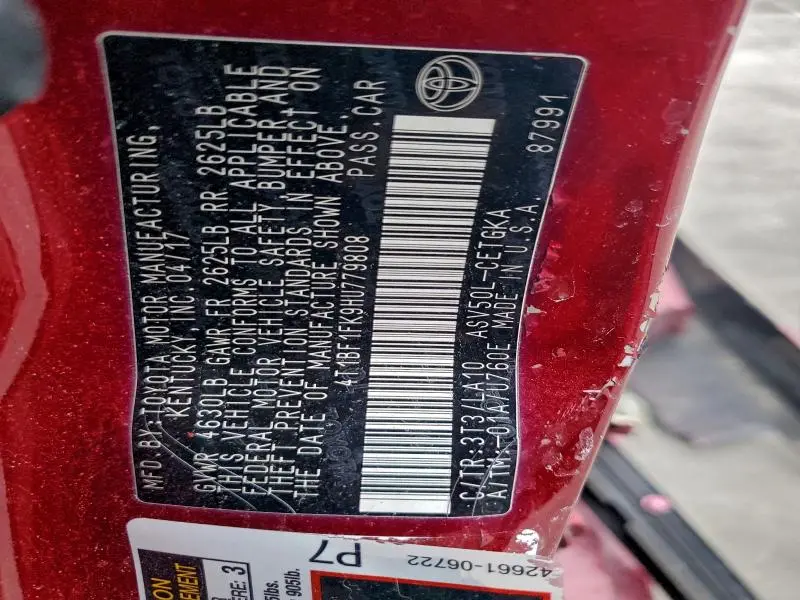 MFD. BY: TOYOTA MOTOR MANUFACTURING,
KENTUCKY, INC. 04/17
GVWR 4630LB GAWR FR 2625LB RR 2625LB
THIS VEHICLE CONFORMS TO ALL APPLICABLE
FEDERAL MOTOR VEHICLE SAFETY BUMPER, AND
THEFT PREVENTION STANDARDS IN EFFECT ON
THE DATE OF MANUFACTURE SHOWN ABOVE.
4T1BF1FK9HU779808 PASS. CAR
C/TR:3T3/LA10 ASV50L-CETGKA
A/TM:-01A/U760E MADE IN U.S.A. 87991
P7
42661-06722
ERE: 3